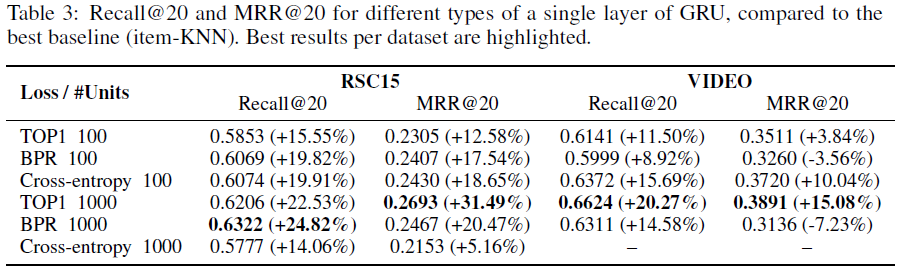 Table 3: Recall@20 and MRR@20 for different types of a single layer of GRU, compared to the
best baseline (item-KNN). Best results per dataset are highlighted.
Loss / #Units RSC15 VIDEO
Recall@20 MRR@20 Recall@20 MRR@20
TOP1 100 0.5853 (+15.55%) 0.2305 (+12.58%) 0.6141 (+11.50%) 0.3511 (+3.84%)
BPR 100 0.6069 (+19.82%) 0.2407 (+17.54%) 0.5999 (+8.92%) 0.3260 (-3.56%)
Cross-entropy 100 0.6074 (+19.91%) 0.2430 (+18.65%) 0.6372 (+15.69%) 0.3720 (+10.04%)
TOP1 1000 0.6206 (+22.53%) 0.2693 (+31.49%) 0.6624 (+20.27%) 0.3891 (+15.08%)
BPR 1000 0.6322 (+24.82%) 0.2467 (+20.47%) 0.6311 (+14.58%) 0.3136 (-7.23%)
Cross-entropy 1000 0.5777 (+14.06%) 0.2153 (+5.16%) – –